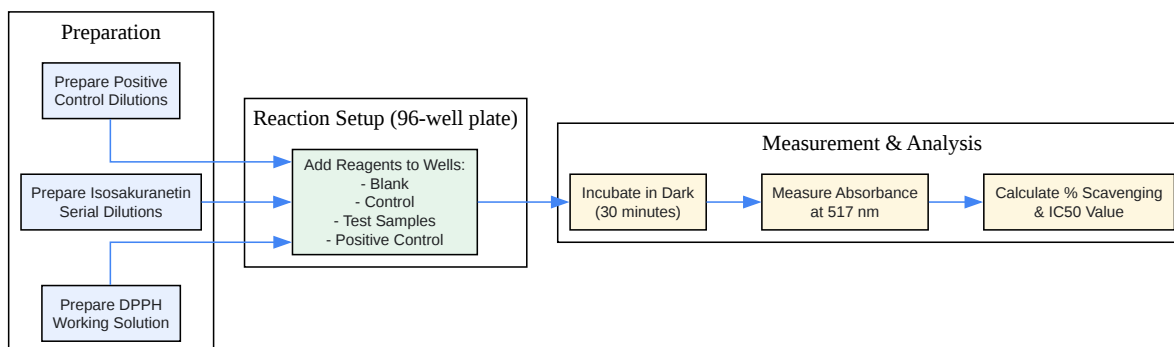 Preparation
Prepare Positive
Control Dilutions
Prepare Isosakuranetin
Serial Dilutions
Prepare DPPH
Working Solution
Reaction Setup (96-well plate)
Add Reagents to Wells:
- Blank
- Control
- Test Samples
- Positive Control
Measurement & Analysis
Incubate in Dark
(30 minutes)
Measure Absorbance
at 517 nm
Calculate % Scavenging
& IC50 Value